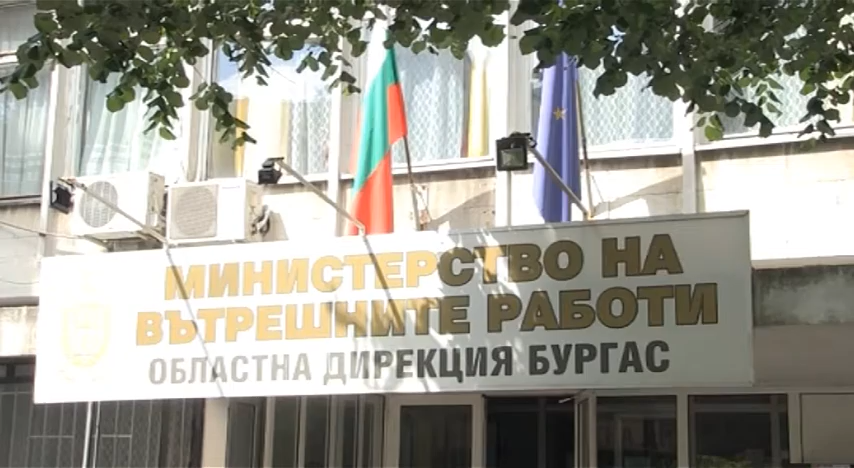 МИНИСТЕРСТВО НА
ВЪТРЕШНИТЕ РАБОТИ
ОБЛАСТНА ДИРЕКЦИЯ БУРГАС